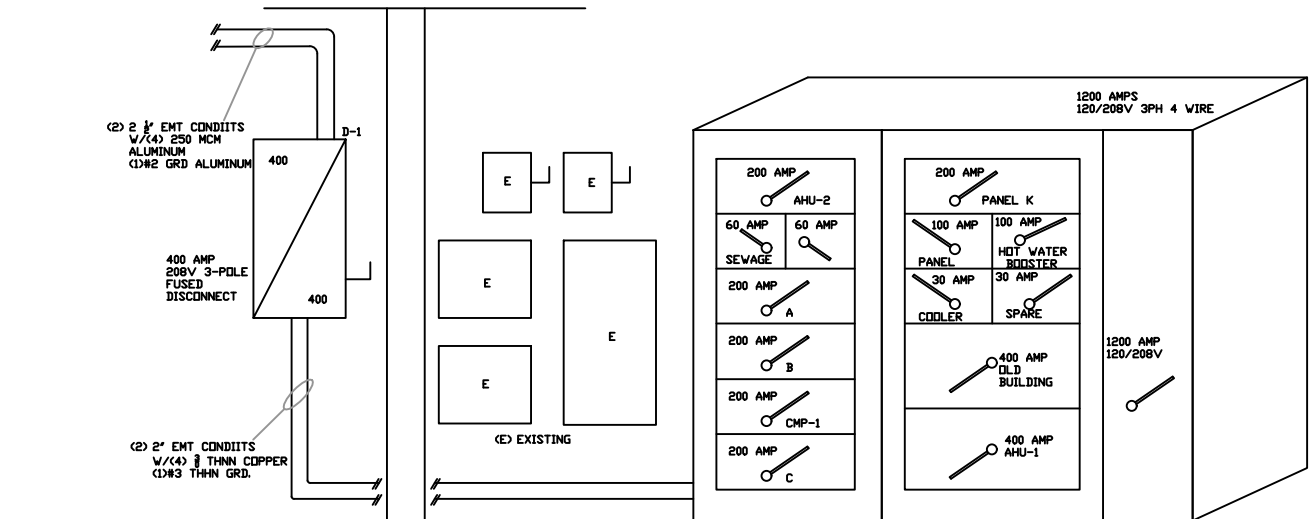 (2) 2 ½" EMT CONDIITS
W/(4) 250 MCM
ALUMINUM
(1)#2 GRD ALUMINUM
D-1
400
400 AMP
208V 3-POLE
FUSED
DISCONNECT
400
(2) 2" EMT CONDIITS
W/(4) THNN COPPER
(1)#3 THHN GRD.
E
E
E
E
E
(E) EXISTING
1200 AMPS
120/208V 3PH 4 WIRE
200 AMP
AHU-2
60 AMP
SEWAGE
60 AMP
200 AMP
A
200 AMP
B
200 AMP
CMP-1
200 AMP
C
200 AMP
PANEL K
100 AMP
PANEL
100 AMP
HOT WATER
BOOSTER
30 AMP
COOLER
30 AMP
SPARE
400 AMP
OLD
BUILDING
400 AMP
AHU-1
1200 AMP
120/208V